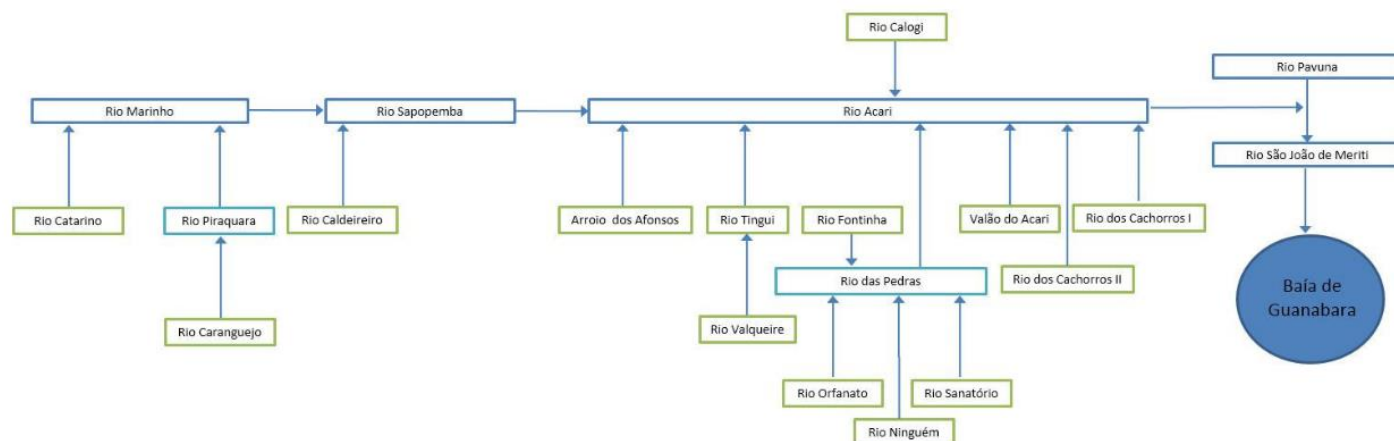 Rio Calogi
Rio Pavuna
Rio Marinho
Rio Sapopemba
Rio Acari
Rio São João de Meriti
Rio Catarino
Rio Piraquara
Rio Caldeireiro
Arroio dos Afonsos
Rio Tingui
Rio Fontinha
Valão do Acari
Rio dos Cachorros I
Rio das Pedras
Rio dos Cachorros II
Baía de
Guanabara
Rio Caranguejo
Rio Valqueire
Rio Orfanato
Rio Sanatório
Rio Ninguém